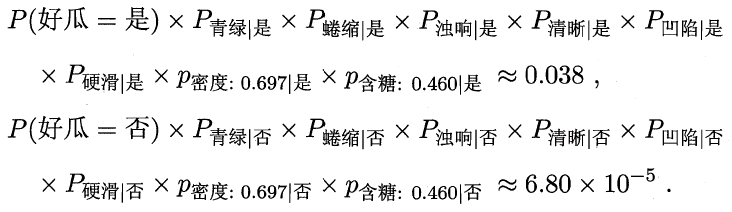 P(好瓜 = 是) × P青绿|是 × P蜷缩|是 × P浊响|是 × P清晰|是 × P凹陷|是
× P硬滑|是 × p密度: 0.697|是 × p含糖: 0.460|是 ≈ 0.038 ,
P(好瓜 = 否) × P青绿|否 × P蜷缩|否 × P浊响|否 × P清晰|否 × P凹陷|否
× P硬滑|否 × p密度: 0.697|否 × p含糖: 0.460|否 ≈ 6.80 × 10⁻⁵ .